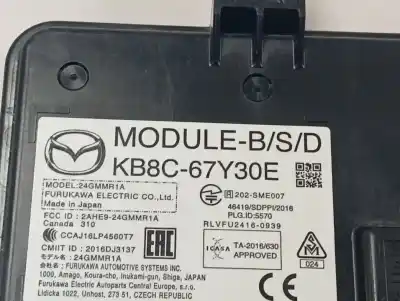 MODULE-B/S/D
KB8C-67Y30E
MODEL:24GMMR1A
FURUKAWA ELECTRIC CO.,Ltd.
Made in Japan
FCC ID : 2AHE9-24GMMR1A
Canada 310
CCAJ16LP4560T7
CMIIT ID : 2016DJ3137
モデル名 : 24GMMR1A
R 202-SME007
46419/SDPPI/2016
PLG.ID:5570
RLVFU2416-0939
EAC
ICASA
TA-2016/630
APPROVED
024
FURUKAWA AUTOMOTIVE SYSTEMS INC.
1000, Amago, Kora-cho, Inukami-gun, Shiga, JAPAN
Furukawa Electric Autoparts Central Europe, s.r.o.
Lidicka 1022, Unhost, 273 51, CZECH REPUBLIC